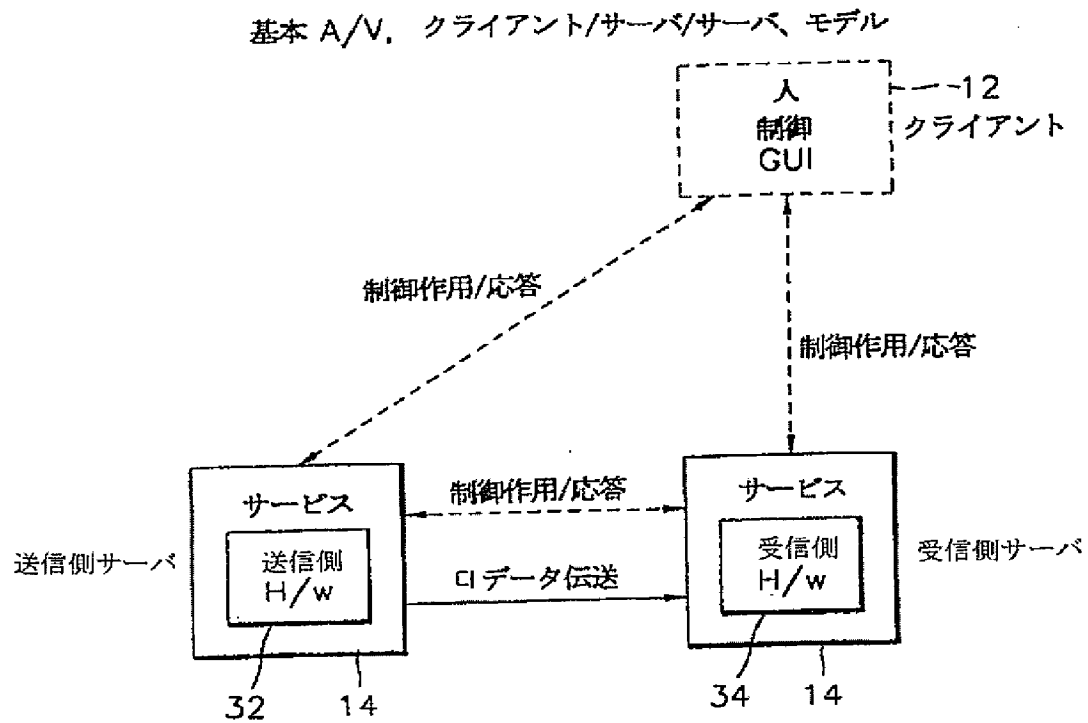 基本 A/V, クライアント/サーバ/サーバ、モデル
人
制御
GUI
12
クライアント
制御作用/応答
制御作用/応答
サービス
制御作用/応答
サービス
送信側サーバ
送信側
H/w
データ伝送
受信側
H/w
受信側サーバ
32
14
34
14